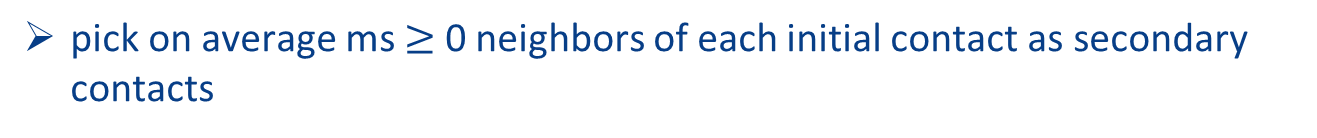 ➢ pick on average ms ≥ 0 neighbors of each initial contact as secondary
contacts